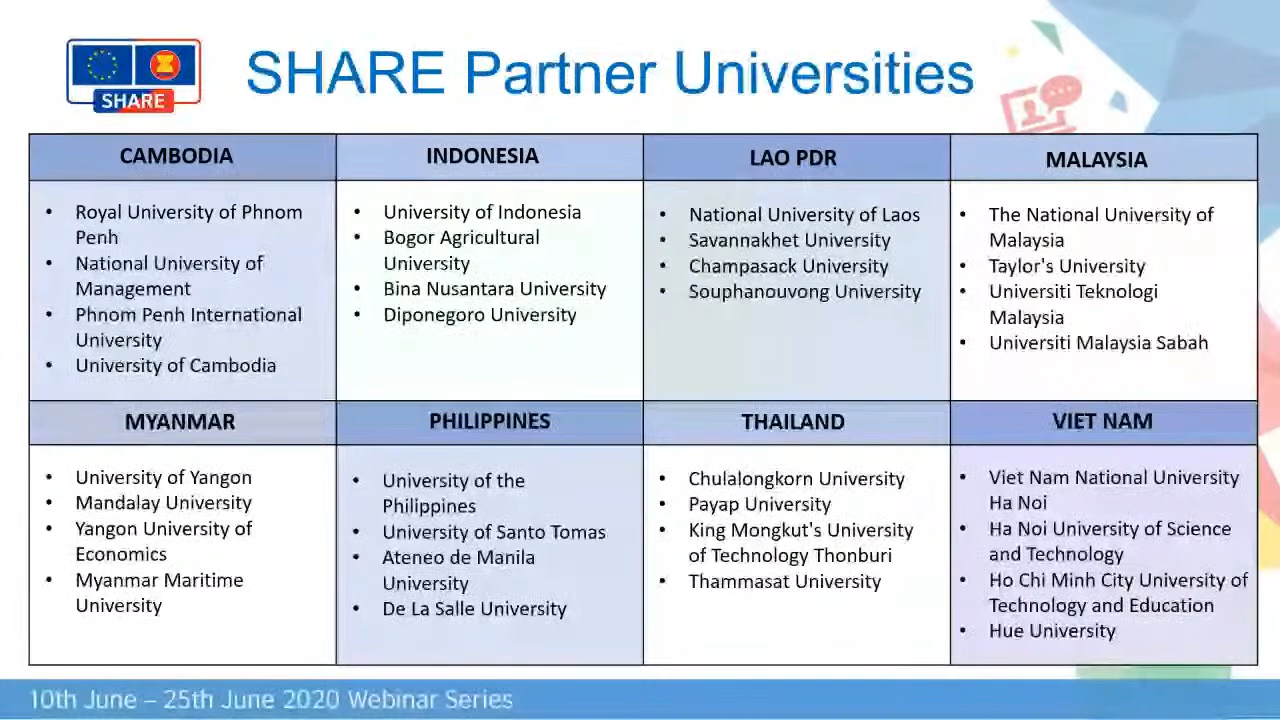 SHARE
SHARE Partner Universities
CAMBODIA
• Royal University of Phnom
Penh
• National University of
Management
• Phnom Penh International
University
• University of Cambodia
INDONESIA
• University of Indonesia
• Bogor Agricultural
University
• Bina Nusantara University
• Diponegoro University
LAO PDR
• National University of Laos
• Savannakhet University
• Champasack University
• Souphanouvong University
MALAYSIA
• The National University of
Malaysia
• Taylor's University
• Universiti Teknologi
Malaysia
• Universiti Malaysia Sabah
MYANMAR
• University of Yangon
• Mandalay University
• Yangon University of
Economics
• Myanmar Maritime
University
PHILIPPINES
• University of the
Philippines
• University of Santo Tomas
• Ateneo de Manila
University
• De La Salle University
THAILAND
• Chulalongkorn University
• Payap University
• King Mongkut's University
of Technology Thonburi
• Thammasat University
VIET NAM
• Viet Nam National University
Ha Noi
• Ha Noi University of Science
and Technology
• Ho Chi Minh City University of
Technology and Education
• Hue University
10th June – 25th June 2020 Webinar Series